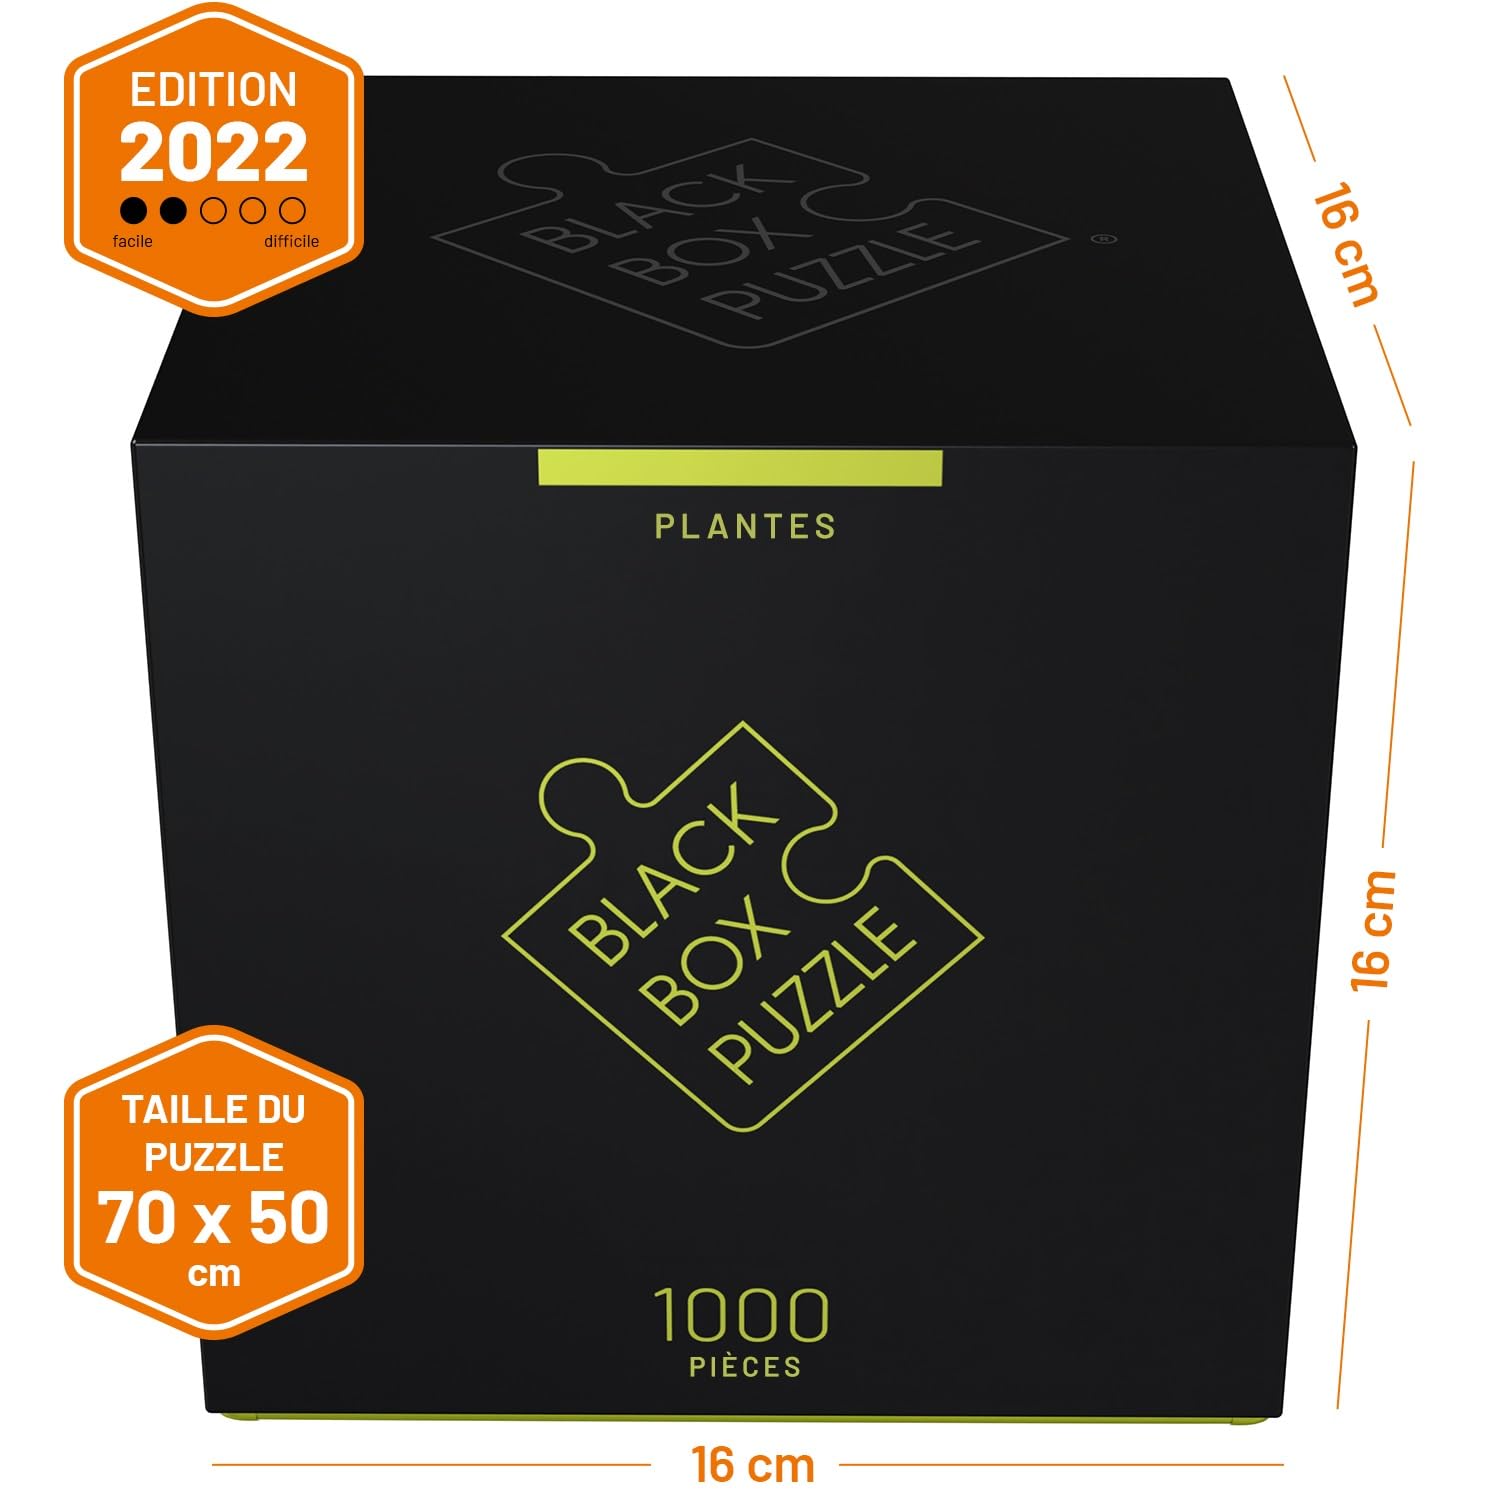 EDITION
2022
facile difficile
BLACK
BOX
PUZZLE
®
16 cm
PLANTES
BLACK
BOX
PUZZLE
16 cm
TAILLE DU
PUZZLE
70 x 50
cm
1000
PIÈCES
16 cm